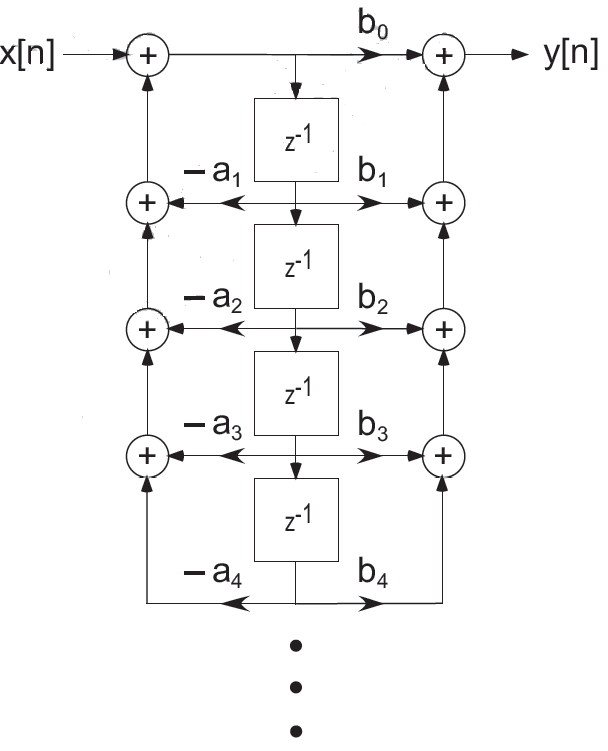 b₀
x[n] + + y[n]
z⁻¹
– a₁ b₁
+ +
z⁻¹
– a₂ b₂
+ +
z⁻¹
– a₃ b₃
+ +
z⁻¹
– a₄ b₄